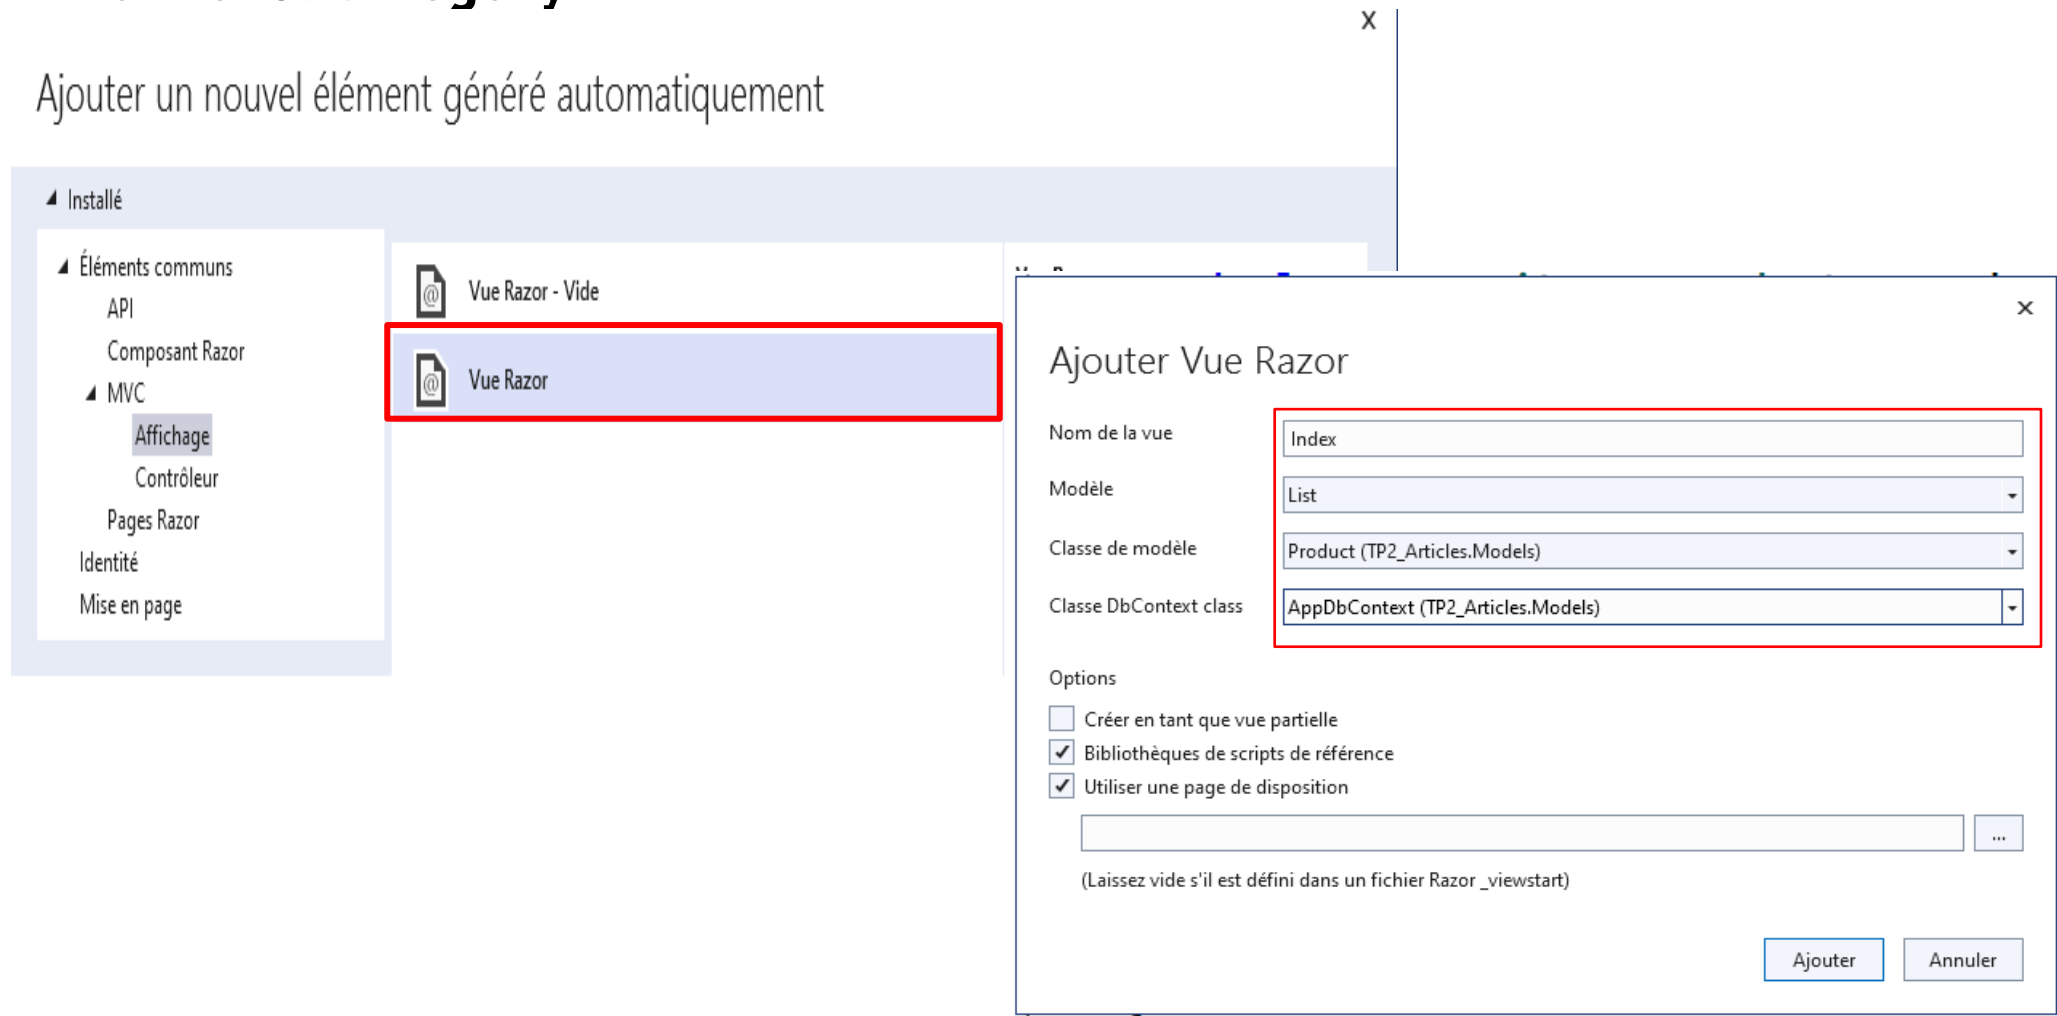 X
Ajouter un nouvel élément généré automatiquement
Installé
Éléments communs
API
Composant Razor
MVC
Affichage
Contrôleur
Pages Razor
Identité
Mise en page
Vue Razor - Vide
Vue Razor
Ajouter Vue Razor
Nom de la vue
Index
Modèle
List
Classe de modèle
Product (TP2_Articles.Models)
Classe DbContext class
AppDbContext (TP2_Articles.Models)
Options
Créer en tant que vue partielle
Bibliothèques de scripts de référence
Utiliser une page de disposition
...
(Laissez vide s'il est défini dans un fichier Razor _viewstart)
Ajouter
Annuler